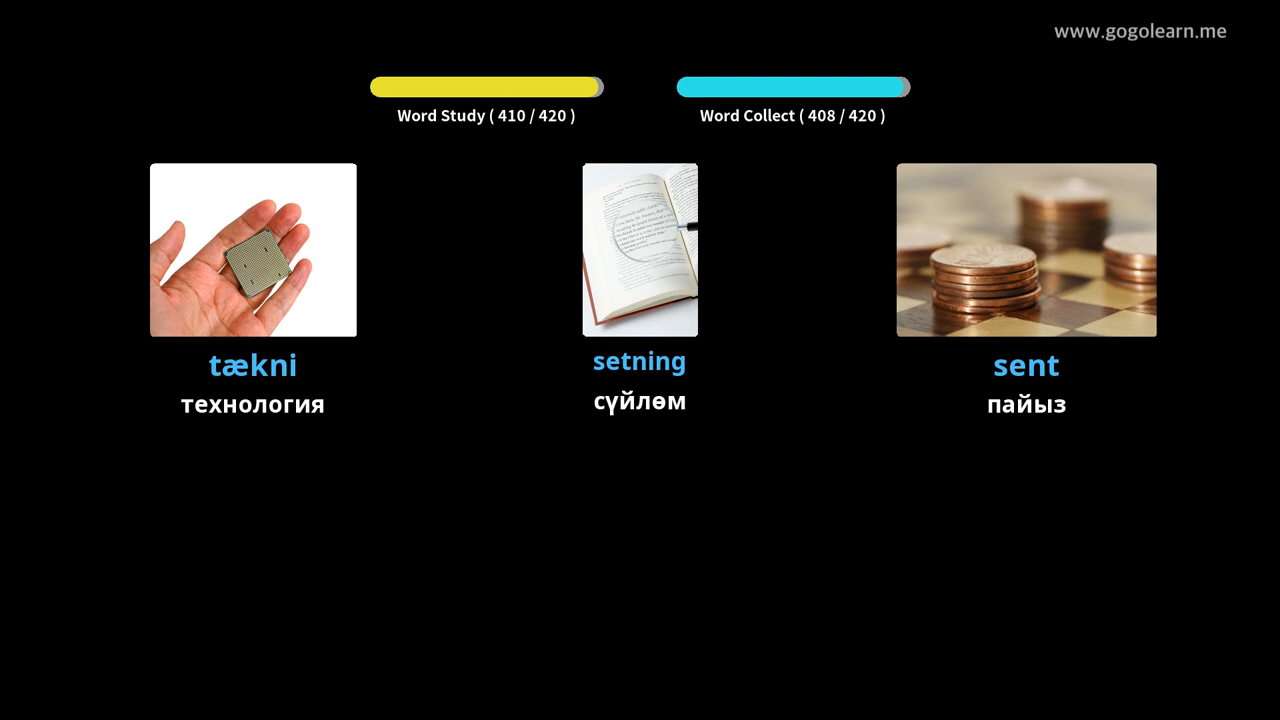 www.gogolearn.me
Word Study ( 410 / 420 )
Word Collect ( 408 / 420 )
tækni
технология
setning
сүйлөм
sent
пайыз